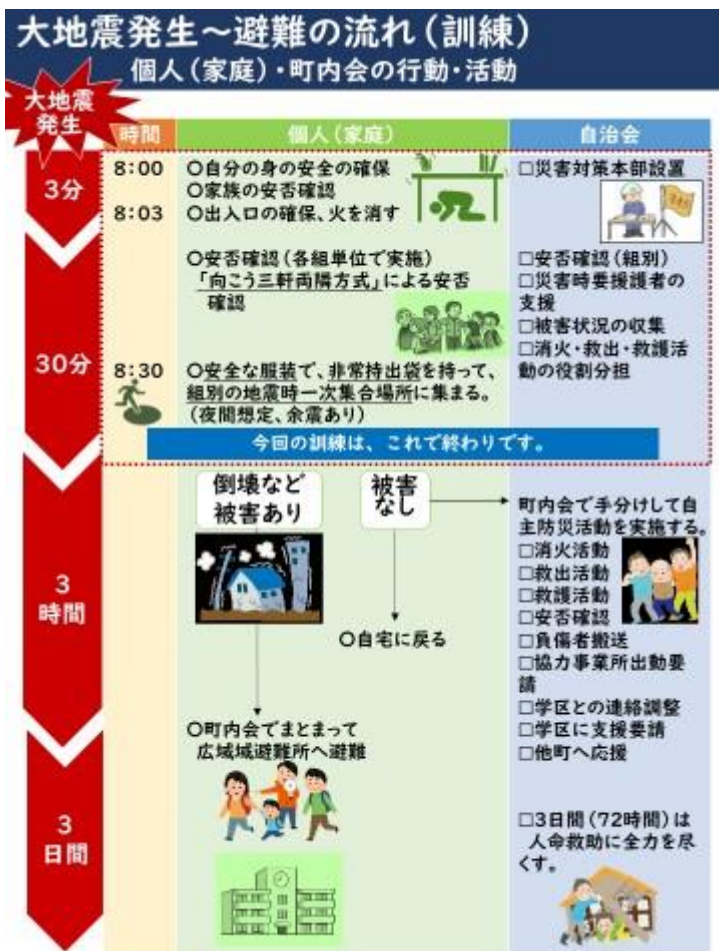 大地震発生~避難の流れ(訓練)
個人(家庭)・町内会の行動・活動
大地震
発生
時間
個人(家庭)
自治会
3分
8:00
〇自分の身の安全の確保
〇家族の安否確認
8:03
〇出入口の確保、火を消す
□災害対策本部設置
30分
〇安否確認(各組単位で実施)
「向こう三軒両隣方式」による安否
確認
8:30
〇安全な服装で、非常持出袋を持って、
組別の地震時一次集合場所に集まる。
(夜間想定、余震あり)
□安否確認(組別)
□災害時要援護者の
支援
□被害状況の収集
□消火・救出・救護活
動の役割分担
今回の訓練は、これで終わりです。
3
時間
倒壊など
被害あり
被害
なし
〇自宅に戻る
〇町内会でまとまって
広域域避難所へ避難
町内会で手分けして自
主防災活動を実施する。
□消火活動
□救出活動
□救護活動
□安否確認
□負傷者搬送
□協力事業所出動要
請
□学区との連絡調整
□学区に支援要請
□他町へ応援
3
日間
□3日間(72時間)は
人命救助に全力を尽
くす。